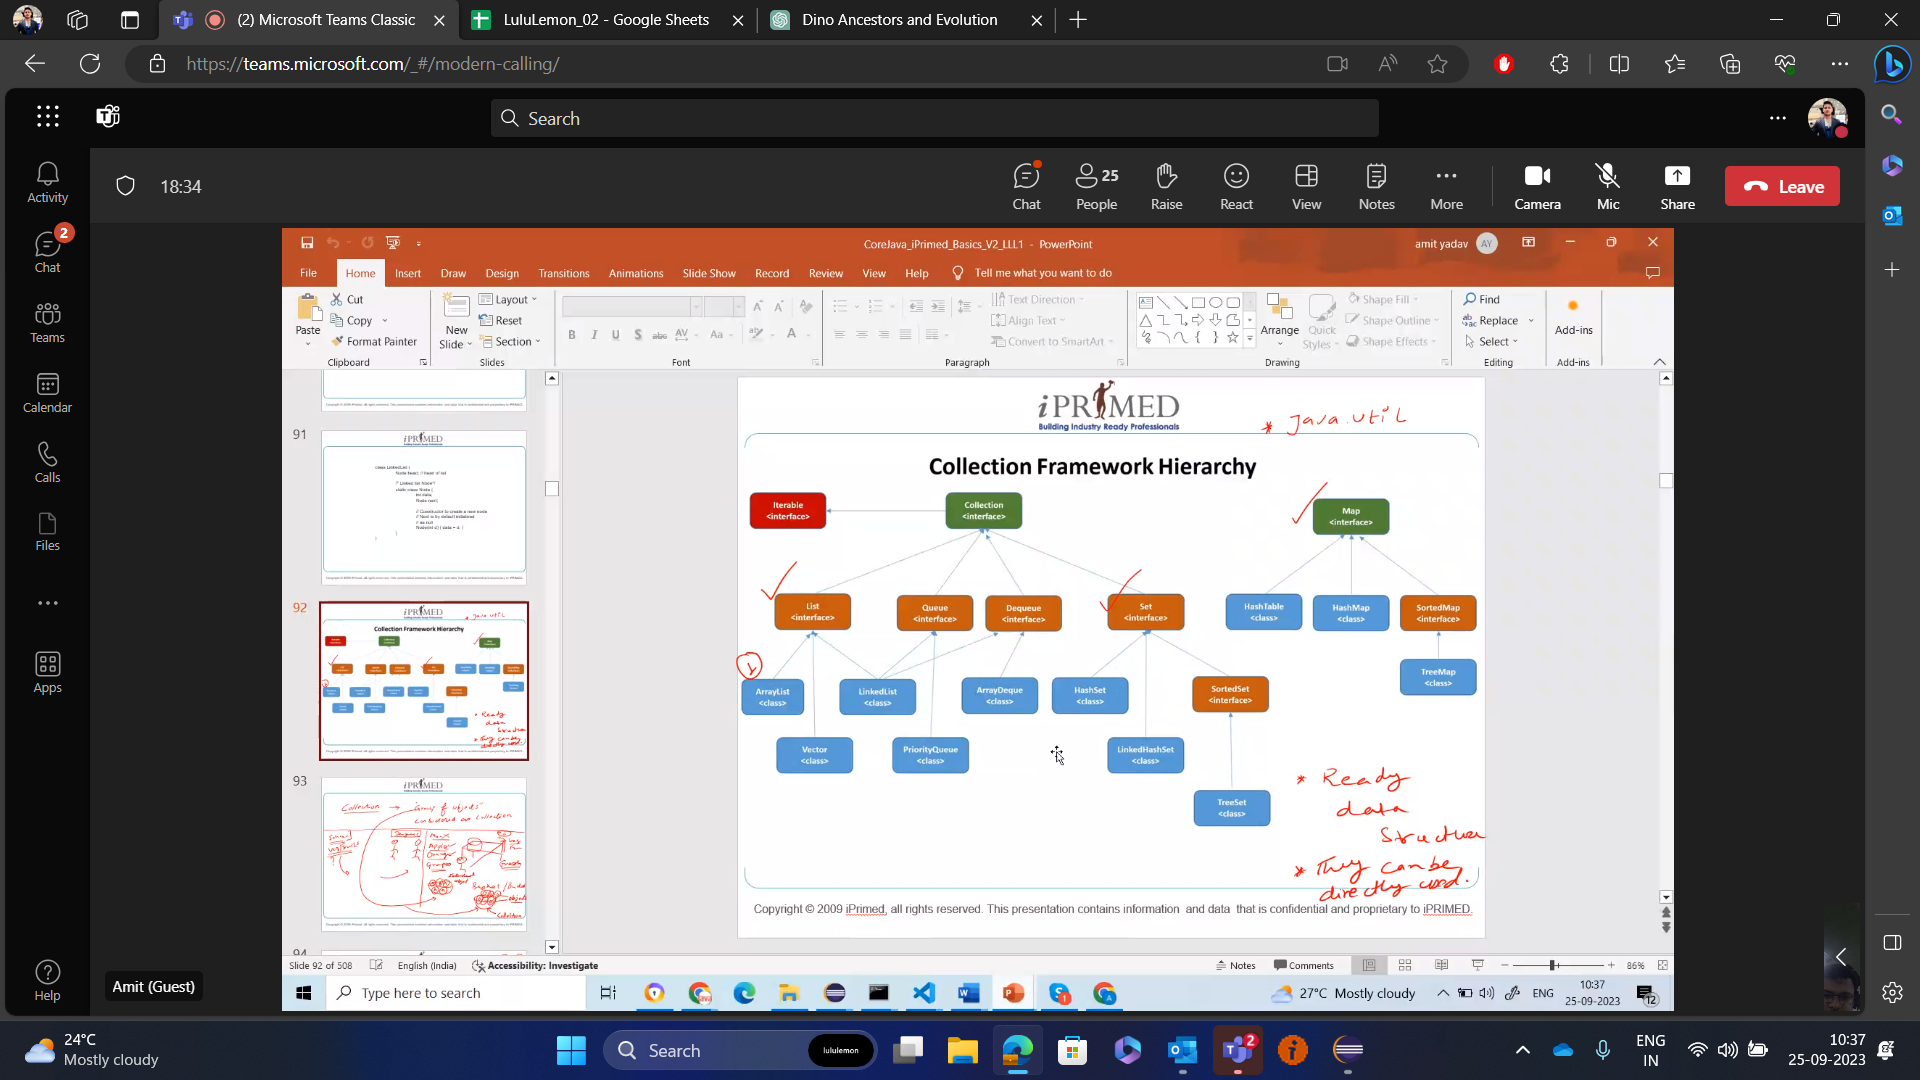 (2) Microsoft Teams Classic
LuluLemon_02 - Google Sheets
Dino Ancestors and Evolution
https://teams.microsoft.com/_#/modern-calling/
Search
18:34
Chat
People 25
Raise
React
View
Notes
More
Camera
Mic
Share
Leave
Activity
Chat 2
Teams
Calendar
Calls
Files
Apps
Help
CoreJava_iPrimed_Basics_V2_LLL1 - PowerPoint
amit yadav AY
File Home Insert Draw Design Transitions Animations Slide Show Record Review View Help Tell me what you want to do
Paste
Cut
Copy
Format Painter
Clipboard
New
Slide
Layout
Reset
Section
Slides
Font
Text Direction
Align Text
Convert to SmartArt
Paragraph
Arrange
Quick
Styles
Shape Fill
Shape Outline
Shape Effects
Drawing
Find
Replace
Select
Editing
Add-ins
Add-ins
91
92
93
94
iPRIMED
Building Industry Ready Professionals
* java.util
Collection Framework Hierarchy
Iterable
<interface>
Collection
<interface>
Map
<interface>
List
<interface>
Queue
<interface>
Dequeue
<interface>
Set
<interface>
HashTable
<class>
HashMap
<class>
SortedMap
<interface>
ArrayList
<class>
LinkedList
<class>
ArrayDeque
<class>
HashSet
<class>
SortedSet
<interface>
TreeMap
<class>
Vector
<class>
PriorityQueue
<class>
LinkedHashSet
<class>
TreeSet
<class>
* Ready
data
Structure
* They can be
directly used.
Copyright © 2009 iPrimed, all rights reserved. This presentation contains information and data that is confidential and proprietary to iPRIMED.
Slide 92 of 508
English (India)
Accessibility: Investigate
Notes
Comments
86%
Amit (Guest)
Type here to search
27°C Mostly cloudy
ENG
10:37
25-09-2023
12
24°C
Mostly cloudy
Search
lululemon
2
ENG
IN
10:37
25-09-2023